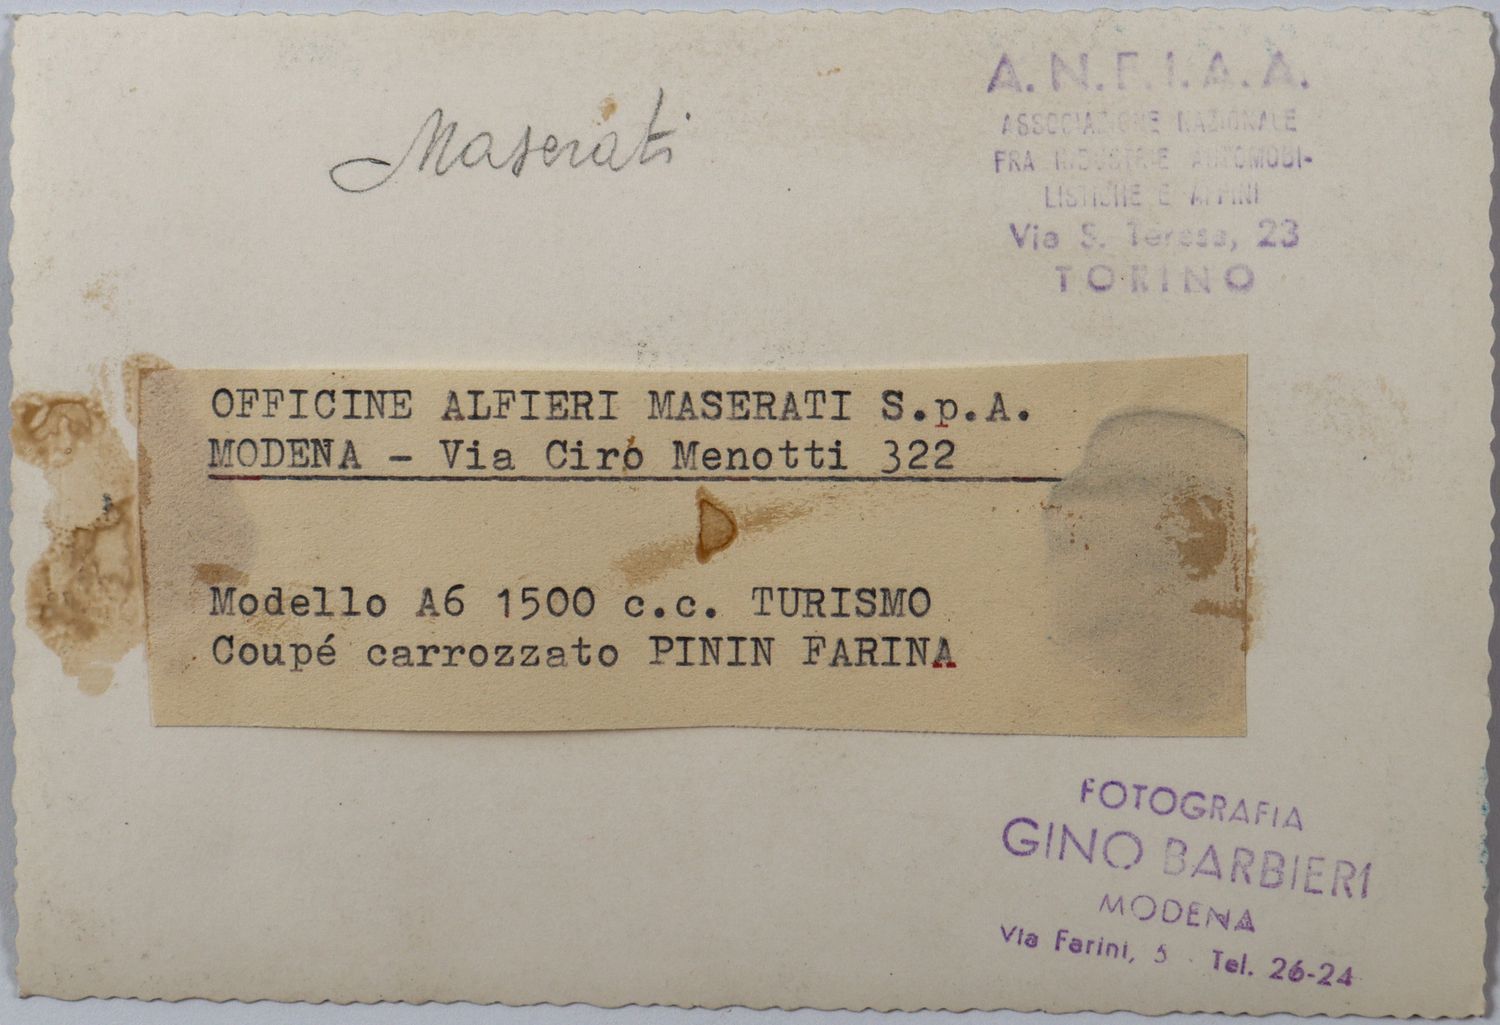 Maserati
A.N.F.I.A.A.
ASSOCIAZIONE NAZIONALE
FRA INDUSTRIE AUTOMOBI-
LISTICHE E AFFINI
Via S. Teresa, 23
TORINO
OFFICINE ALFIERI MASERATI S.p.A.
MODENA - Via Ciro Menotti 322
Modello A6 1500 c.c. TURISMO
Coupé carrozzato PININ FARINA
FOTOGRAFIA
GINO BARBIERI
MODENA
Via Farini, 5 - Tel. 26-24